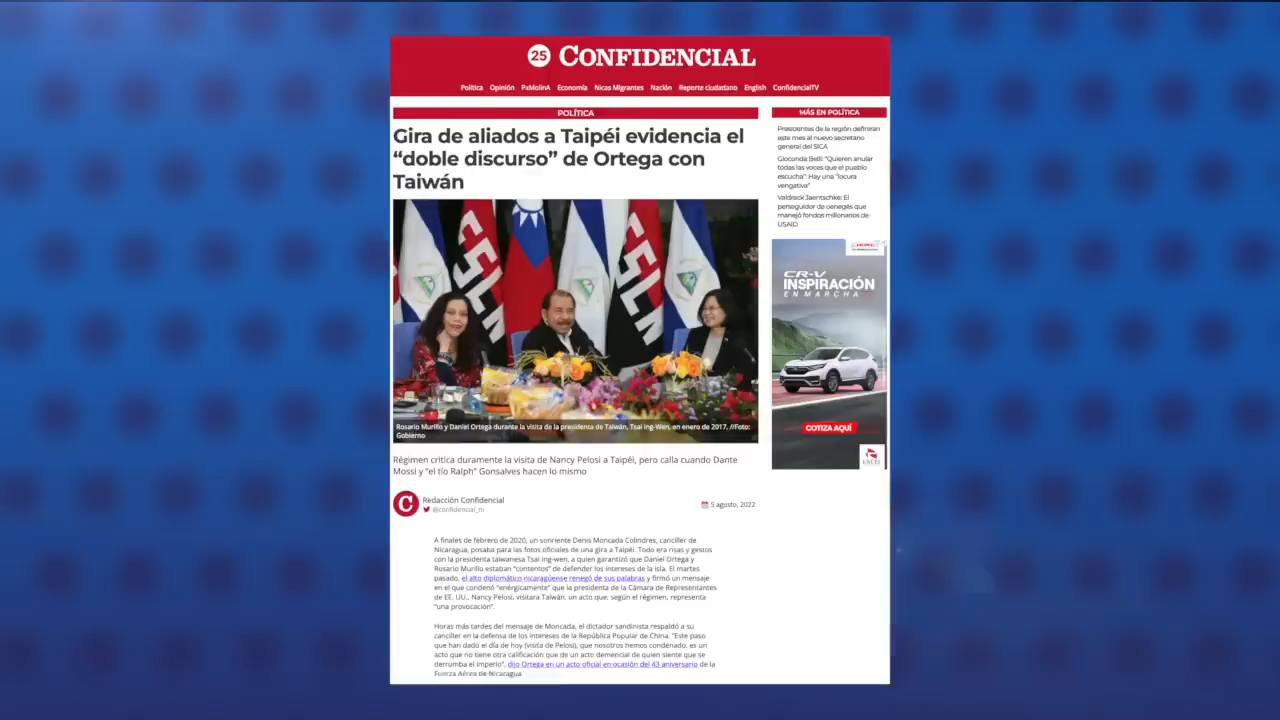 25 CONFIDENCIAL
Política Opinión PxMolinA Economía Nicas Migrantes Nación Reporte ciudadano English ConfidencialTV
POLÍTICA
Gira de aliados a Taipéi evidencia el
“doble discurso” de Ortega con
Taiwán
FSLN
FSLN
Rosario Murillo y Daniel Ortega durante la visita de la presidenta de Taiwán, Tsai Ing-Wen, en enero de 2017. //Foto:
Gobierno
Régimen critica duramente la visita de Nancy Pelosi a Taipéi, pero calla cuando Dante
Mossi y “el tío Ralph” Gonsalves hacen lo mismo
C
Redacción Confidencial
@confidencial_ni
5 agosto, 2022
A finales de febrero de 2020, un sonriente Denis Moncada Colindres, canciller de
Nicaragua, posaba para las fotos oficiales de una gira a Taipéi. Todo era risas y gestos
con la presidenta taiwanesa Tsai Ing-wen, a quien garantizó que Daniel Ortega y
Rosario Murillo estaban “contentos” de defender los intereses de la isla. El martes
pasado, el alto diplomático nicaragüense renegó de sus palabras y firmó un mensaje
en el que condenó “enérgicamente” que la presidenta de la Cámara de Representantes
de EE. UU., Nancy Pelosi, visitara Taiwán, un acto que, según el régimen, representa
“una provocación”.
Horas más tardes del mensaje de Moncada, el dictador sandinista respaldó a su
canciller en la defensa de los intereses de la República Popular de China. “Este paso
que han dado el día de hoy (visita de Pelosi), que nosotros hemos condenado, es un
acto que no tiene otra calificación que de un acto demencial de quien siente que se
derrumba el imperio”, dijo Ortega en un acto oficial en ocasión del 43 aniversario de la
Fuerza Aérea de Nicaragua
MÁS EN POLÍTICA
Presidentes de la región definirán
este mes al nuevo secretario
general del SICA
Gioconda Belli: “Quieren anular
todas las voces que el pueblo
escucha”: Hay una “locura
vengativa”
Valdrack Jaentschke: El
perseguidor de oenegés que
manejó fondos millonarios de
USAID
CR-V
INSPIRACIÓN
EN MARCHA
COTIZA AQUÍ
EXCEL